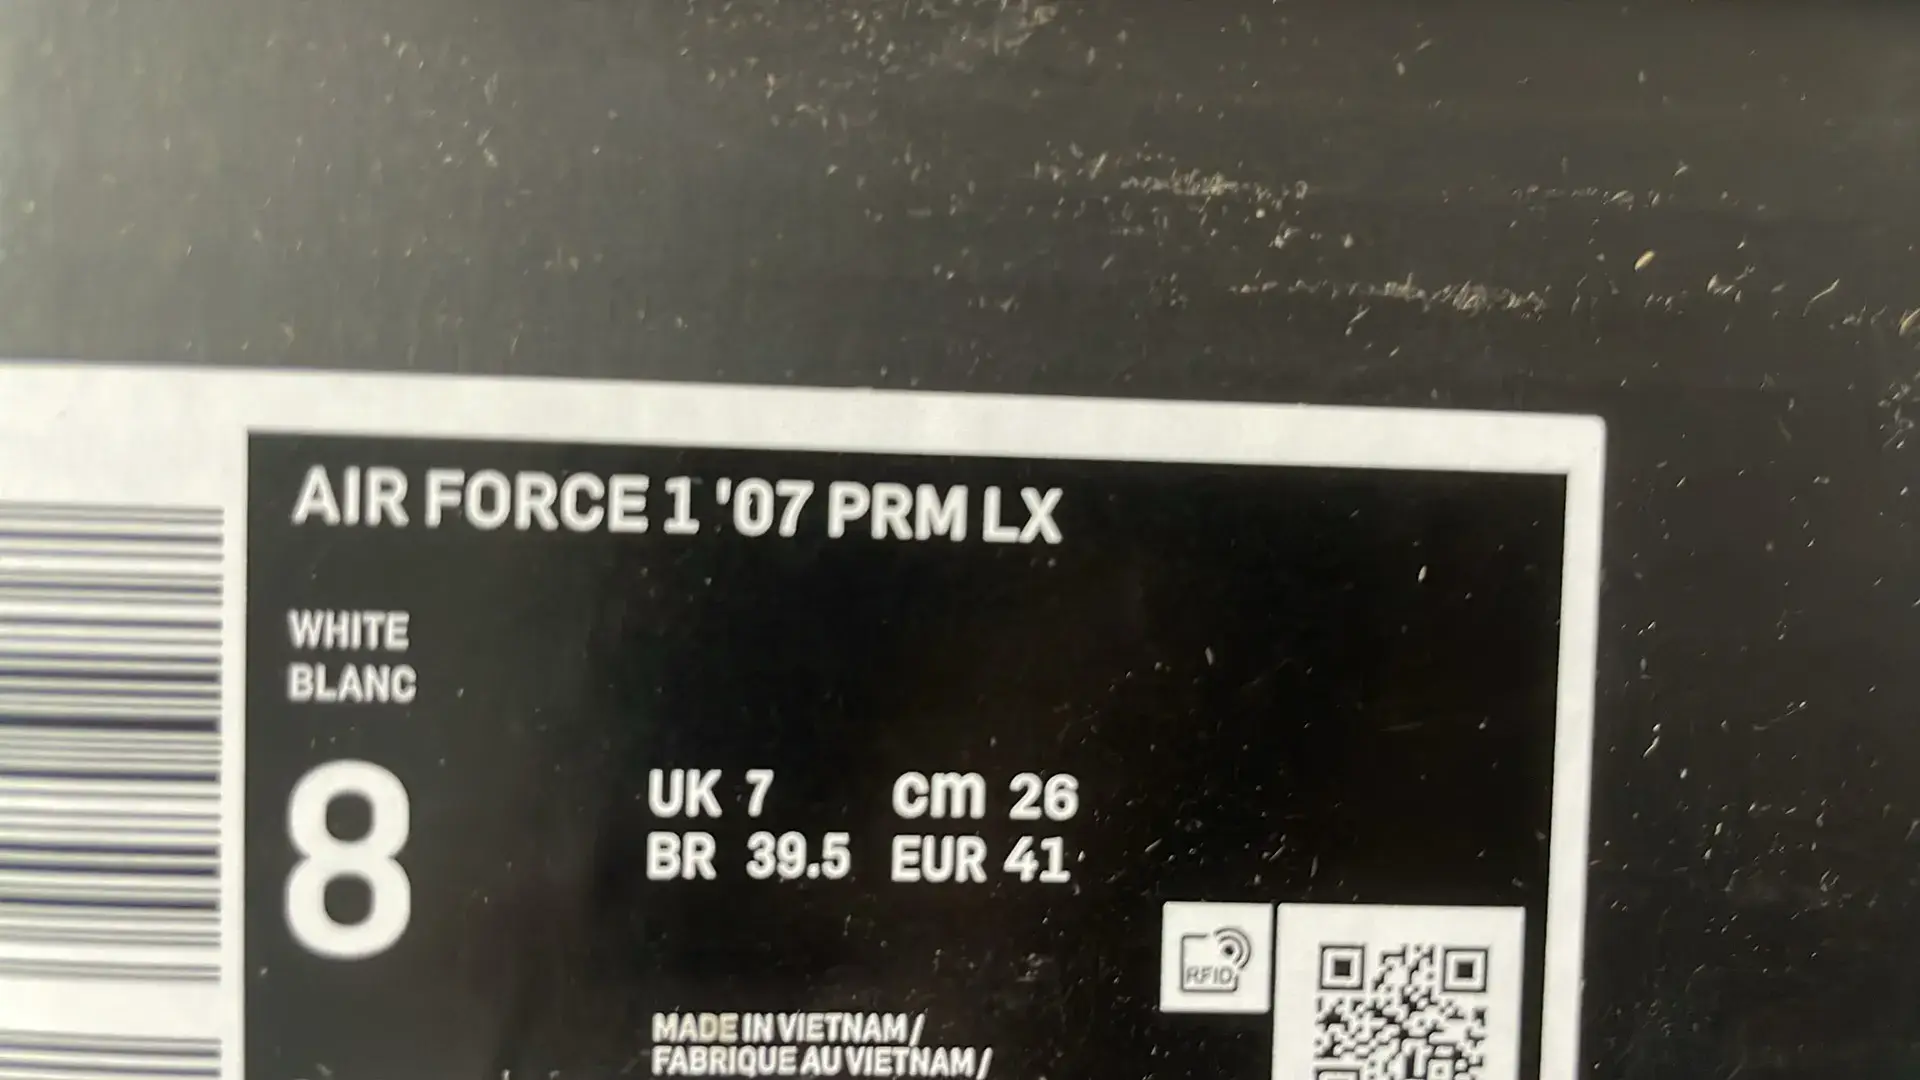 AIR FORCE 1 '07 PRM LX
WHITE
BLANC
8
UK 7 cm 26
BR 39.5 EUR 41
RFID
MADE IN VIETNAM /
FABRIQUE AU VIETNAM /